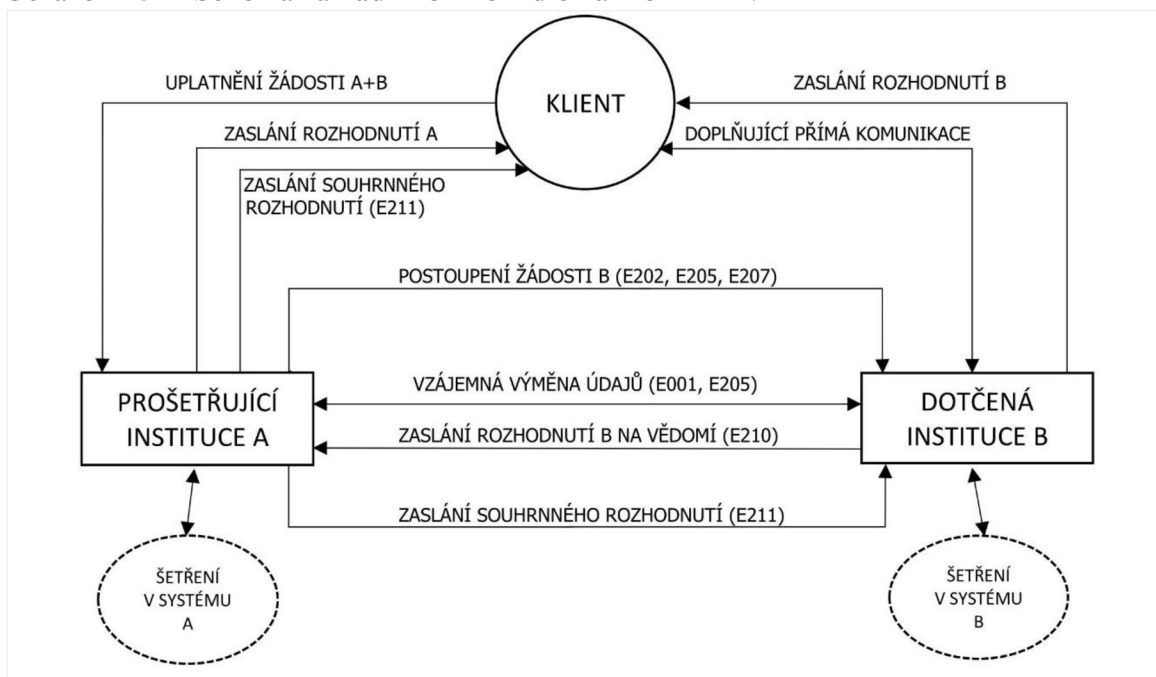 UPLATNĚNÍ ŽÁDOSTI A+B
KLIENT
ZASLÁNÍ ROZHODNUTÍ B
ZASLÁNÍ ROZHODNUTÍ A
DOPLŇUJÍCÍ PŘÍMÁ KOMUNIKACE
ZASLÁNÍ SOUHRNNÉHO
ROZHODNUTÍ (E211)
POSTOUPENÍ ŽÁDOSTI B (E202, E205, E207)
PROŠETŘUJÍCÍ
INSTITUCE A
VZÁJEMNÁ VÝMĚNA ÚDAJŮ (E001, E205)
DOTČENÁ
INSTITUCE B
ZASLÁNÍ ROZHODNUTÍ B NA VĚDOMÍ (E210)
ZASLÁNÍ SOUHRNNÉHO ROZHODNUTÍ (E211)
ŠETŘENÍ
V SYSTÉMU
A
ŠETŘENÍ
V SYSTÉMU
B